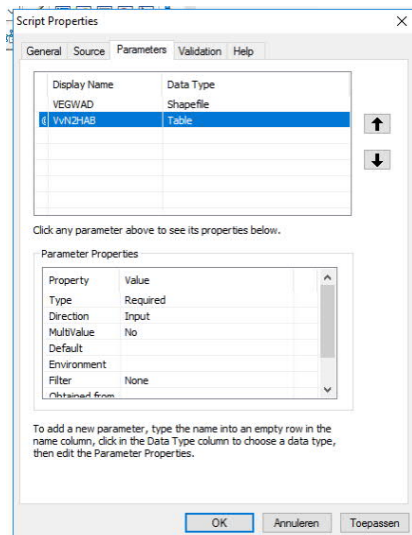 Script Properties
General Source Parameters Validation Help
Display Name Data Type
VEGWAD Shapefile
VvN2HAB Table
Click any parameter above to see its properties below.
Parameter Properties
Property Value
Type Required
Direction Input
MultiValue No
Default
Environment
Filter None
Obtained from
To add a new parameter, type the name into an empty row in the
name column, click in the Data Type column to choose a data type,
then edit the Parameter Properties.
OK Annuleren Toepassen